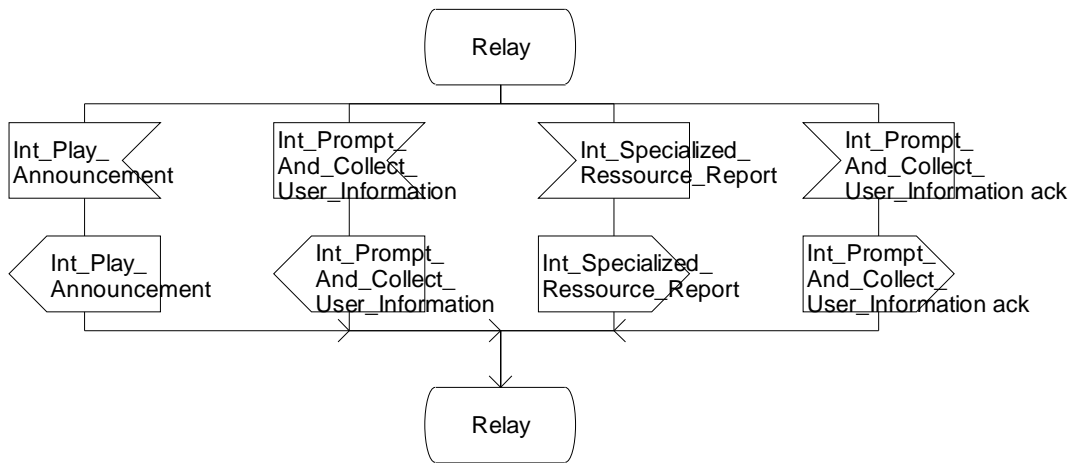 Relay
Int_Play_
Announcement
Int_Prompt_
And_Collect_
User_Information
Int_Specialized_
Ressource_Report
Int_Prompt_
And_Collect_
User_Information ack
Int_Play_
Announcement
Int_Prompt_
And_Collect_
User_Information
Int_Specialized_
Ressource_Report
Int_Prompt_
And_Collect_
User_Information ack
Relay